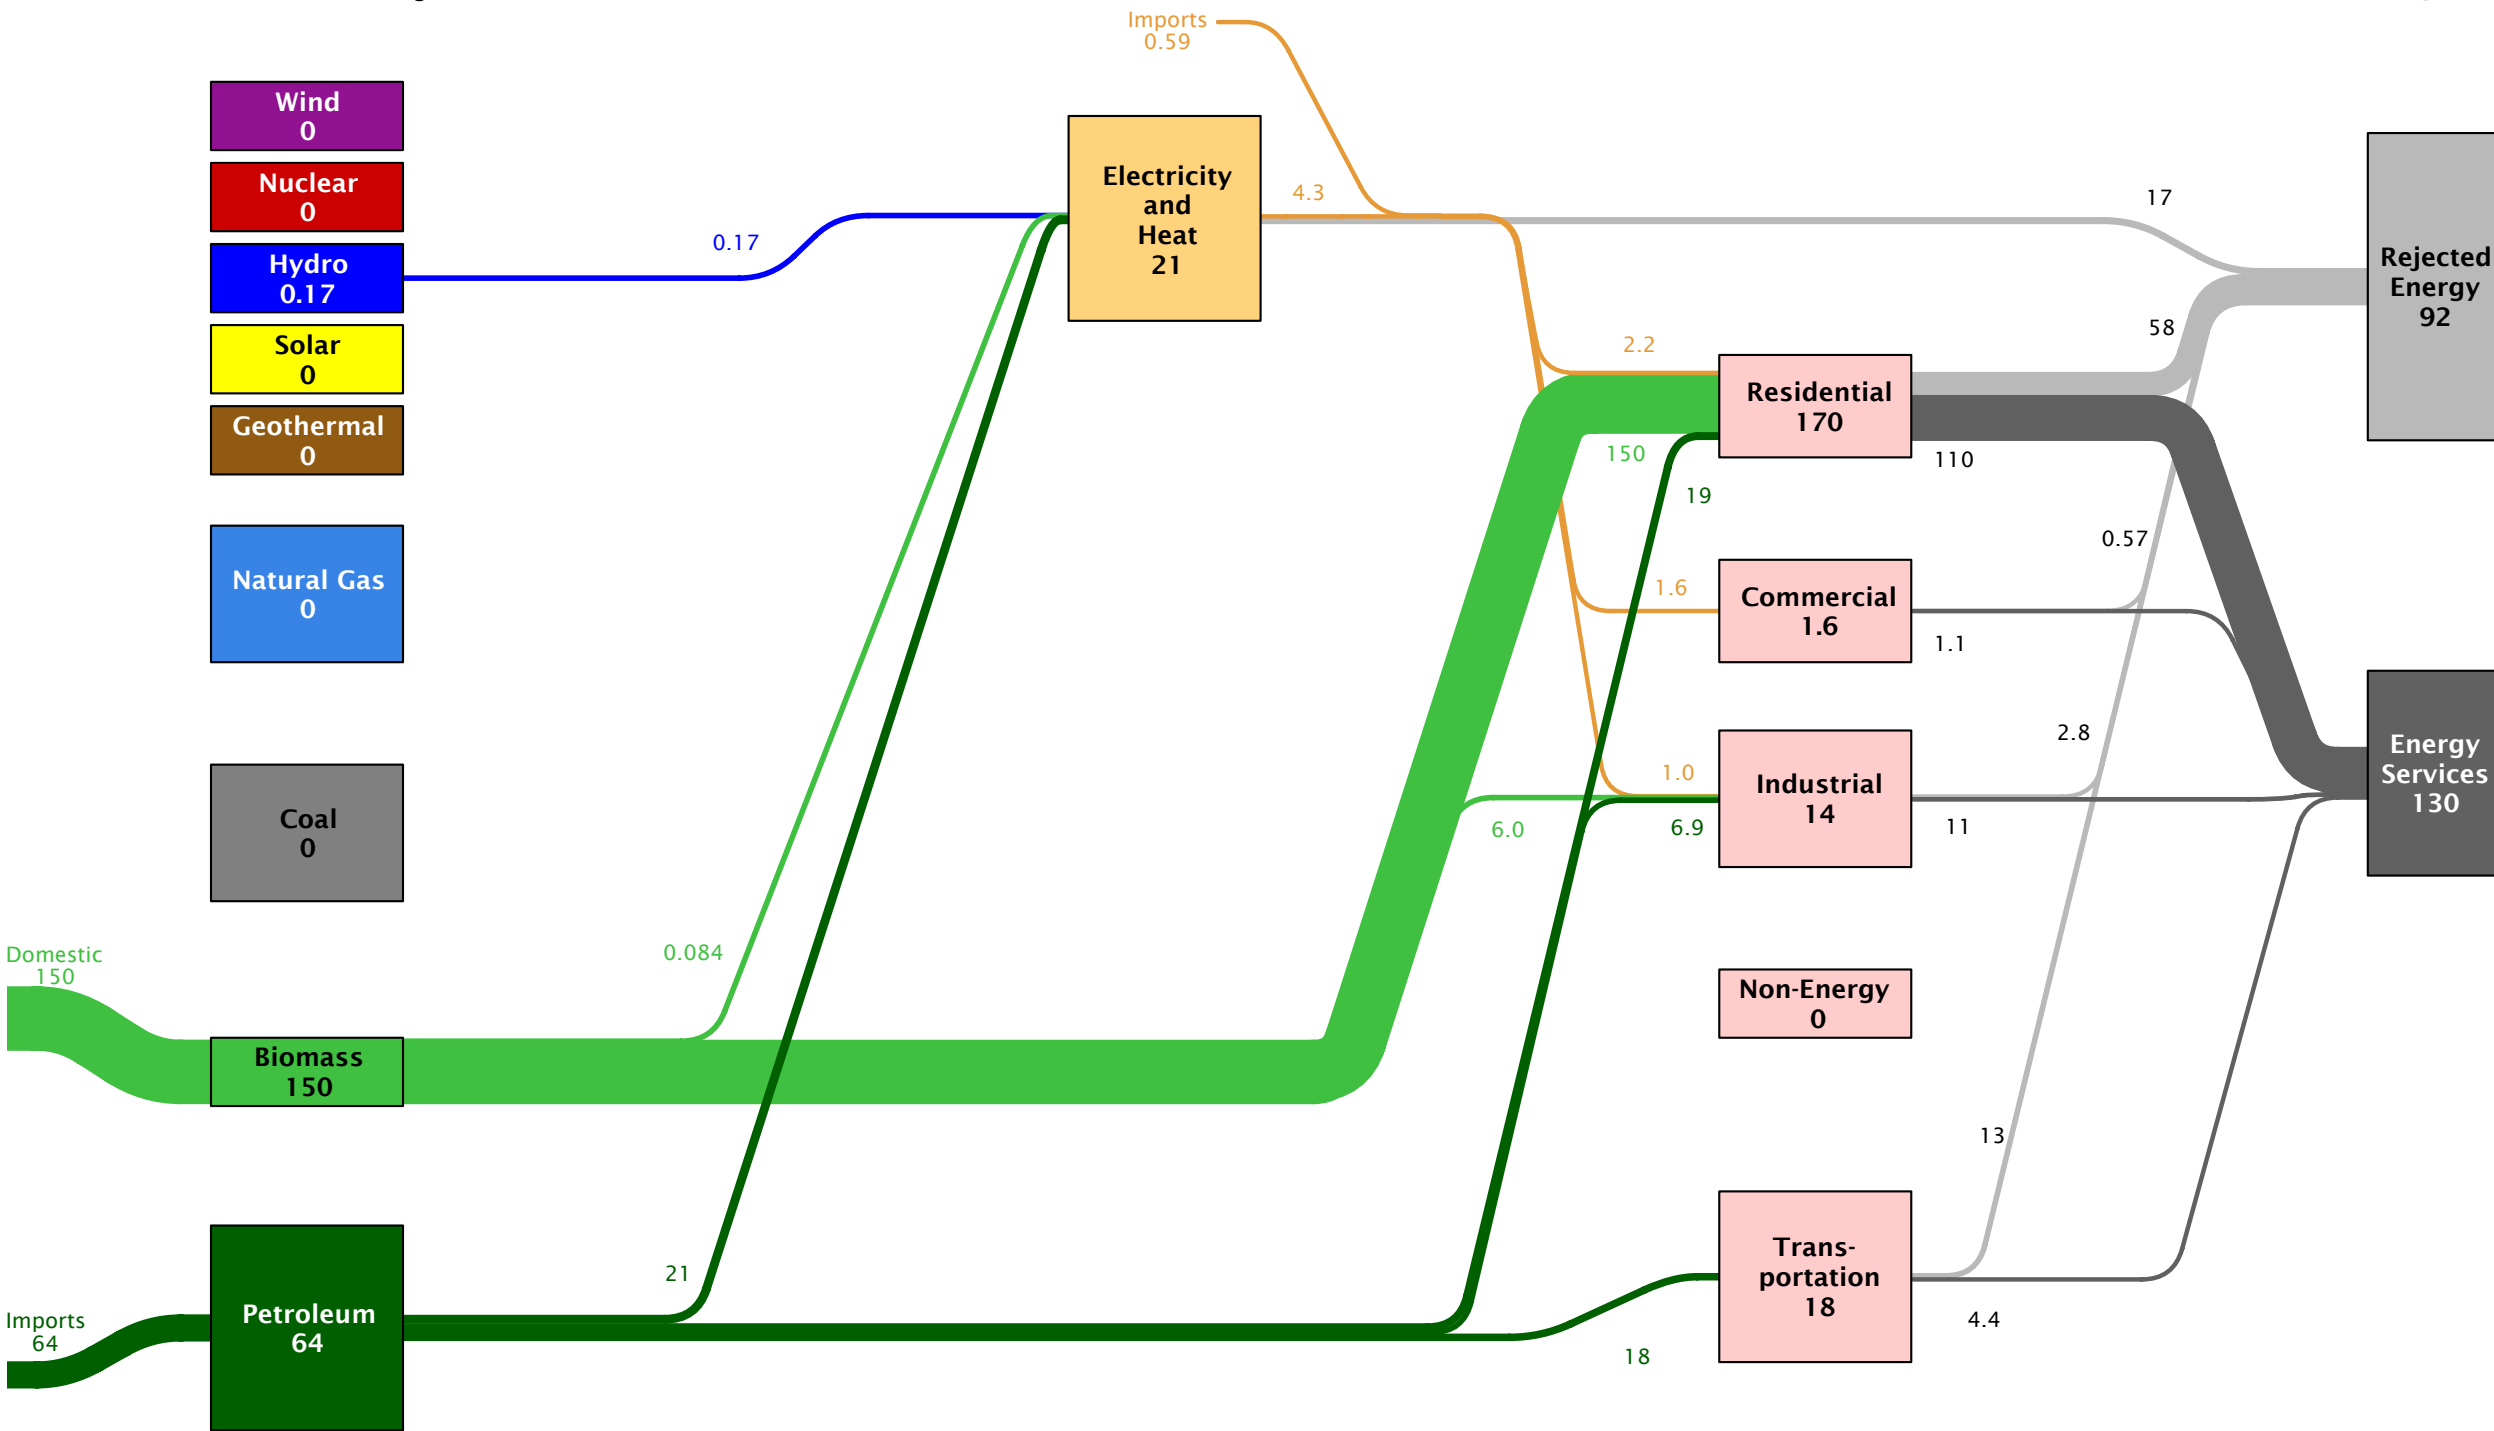 Imports
0.59
Wind
0
Nuclear
0
Hydro
0.17
Solar
0
Geothermal
0
Natural Gas
0
Coal
0
Domestic
150
Biomass
150
Imports
64
Petroleum
64
0.17
0.084
21
Electricity
and
Heat
21
4.3
2.2
150
19
1.6
1.0
6.0
6.9
18
Residential
170
Commercial
1.6
Industrial
14
Non-Energy
0
Trans-
portation
18
17
58
110
0.57
1.1
2.8
11
13
4.4
Rejected
Energy
92
Energy
Services
130